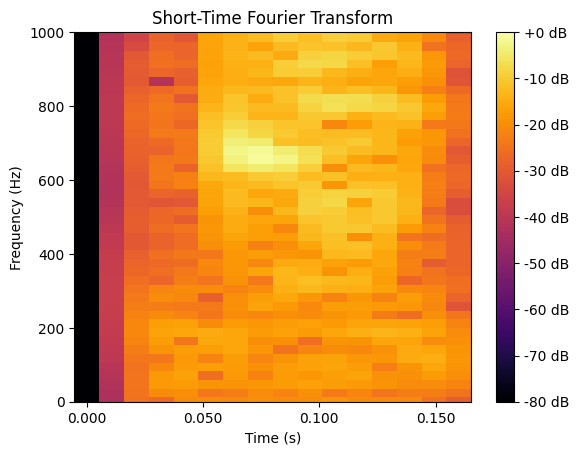 Short-Time Fourier Transform
1000
800
600
400
200
0
Frequency (Hz)
0.000
0.050
0.100
0.150
Time (s)
+0 dB
-10 dB
-20 dB
-30 dB
-40 dB
-50 dB
-60 dB
-70 dB
-80 dB